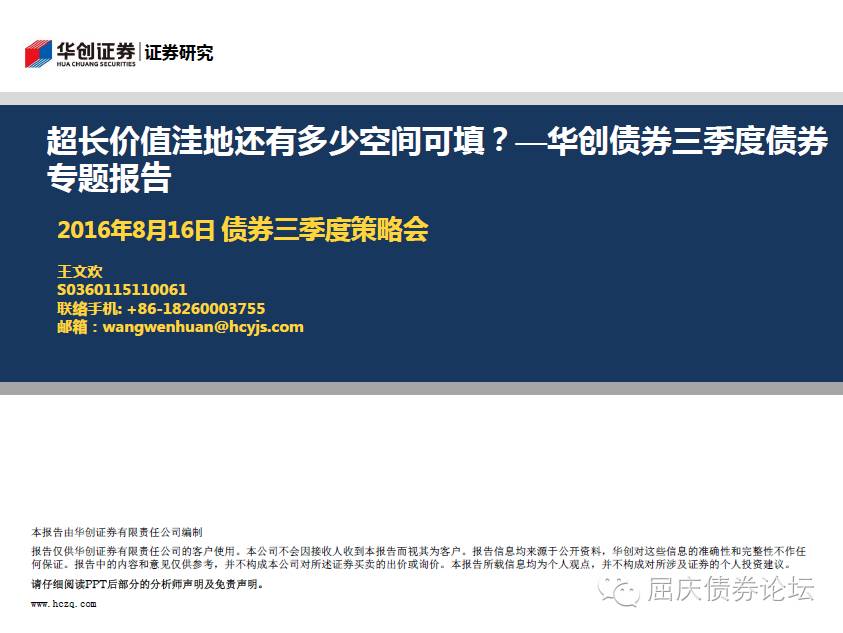 华创证券 | 证券研究
HUA CHUANG SECURITIES
超长价值洼地还有多少空间可填？—华创债券三季度债券
专题报告
2016年8月16日 债券三季度策略会
王文欢
S0360115110061
联络手机: +86-18260003755
邮箱：wangwenhuan@hcyjs.com
本报告由华创证券有限责任公司编制
报告仅供华创证券有限责任公司的客户使用。本公司不会因接收人收到本报告而视其为客户。报告信息均来源于公开资料，华创对这些信息的准确性和完整性不作任
何保证。报告中的内容和意见仅供参考，并不构成本公司对所述证券买卖的出价或询价。本报告所载信息均为个人观点，并不构成对所涉及证券的个人投资建议。
请仔细阅读PPT后部分的分析师声明及免责声明。
www.hczq.com
屈庆债券论坛